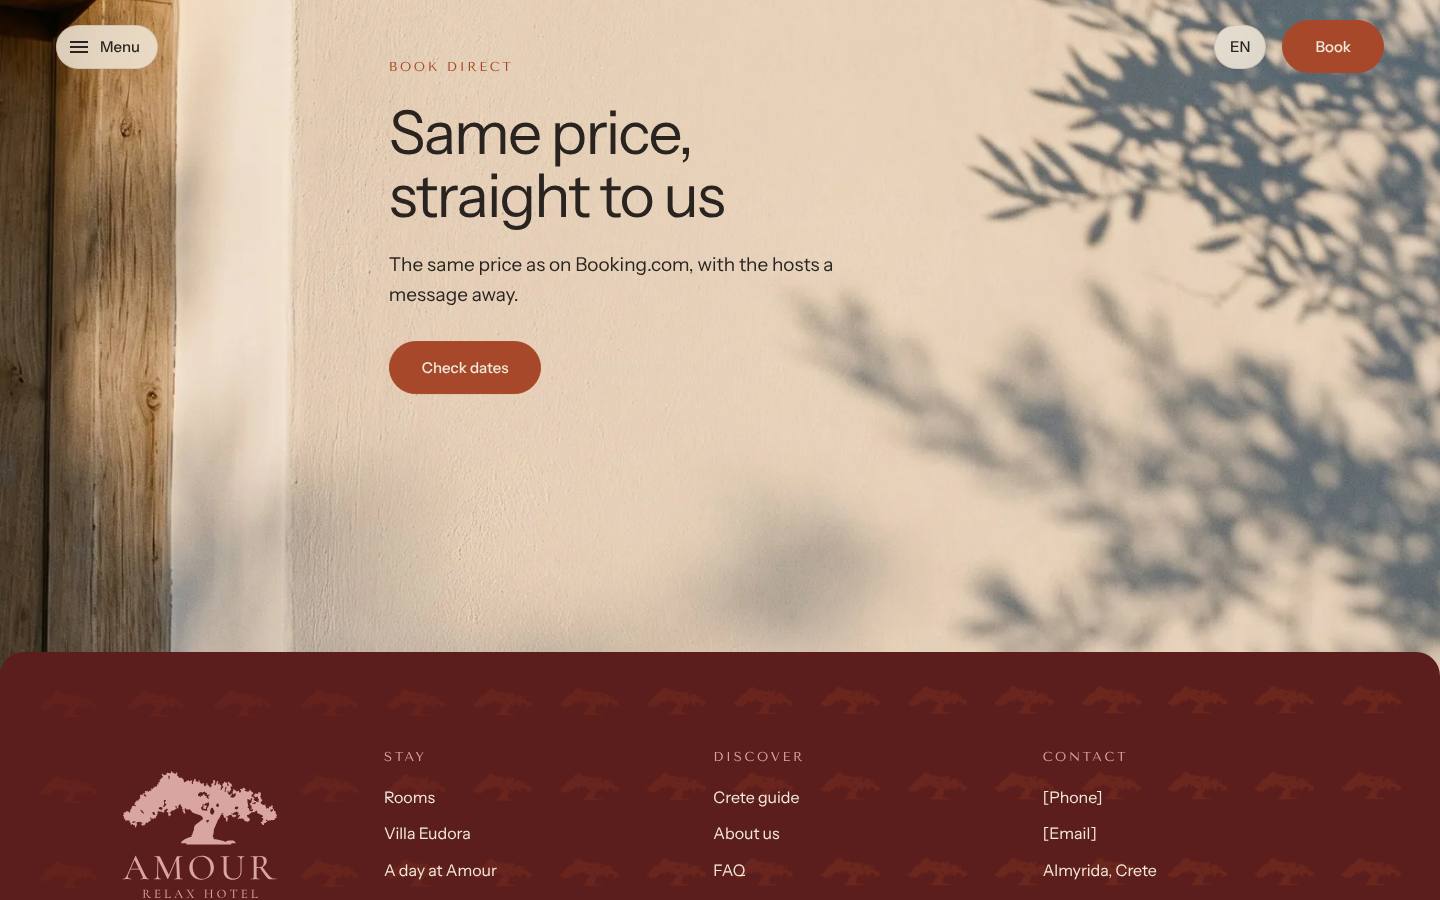 Menu
EN
Book
BOOK DIRECT
Same price,
straight to us
The same price as on Booking.com, with the hosts a
message away.
Check dates
AMOUR
RELAX HOTEL
STAY
Rooms
Villa Eudora
A day at Amour
DISCOVER
Crete guide
About us
FAQ
CONTACT
[Phone]
[Email]
Almyrida, Crete